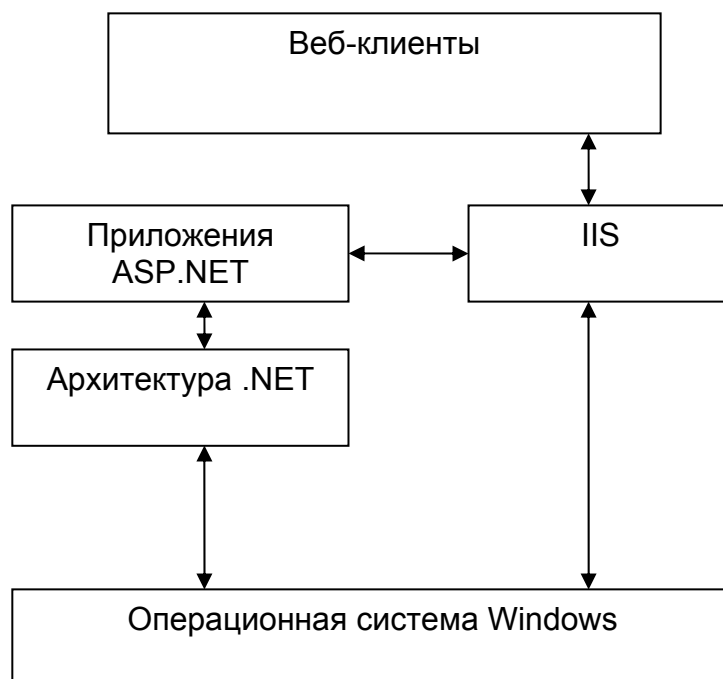 Веб-клиенты
Приложения
ASP.NET
IIS
Архитектура .NET
Операционная система Windows